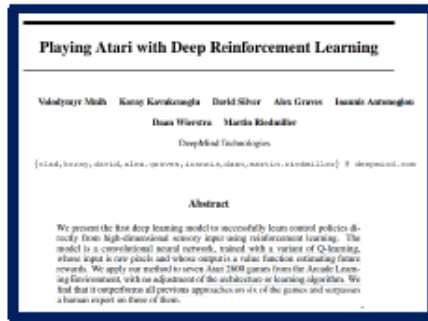 Playing Atari with Deep Reinforcement Learning
Volodymyr Mnih Koray Kavukcuoglu David Silver Alex Graves Ioannis Antonoglou
Daan Wierstra Martin Riedmiller
DeepMind Technologies
{vlad,koray,david,alex.graves,ioannis,daan,martin.riedmiller} @ deepmind.com
Abstract
We present the first deep learning model to successfully learn control policies di-
rectly from high-dimensional sensory input using reinforcement learning. The
model is a convolutional neural network, trained with a variant of Q-learning,
whose input is raw pixels and whose output is a value function estimating future
rewards. We apply our method to seven Atari 2600 games from the Arcade Learn-
ing Environment, with no adjustment of the architecture or learning algorithm. We
find that it outperforms all previous approaches on six of the games and surpasses
a human expert on three of them.